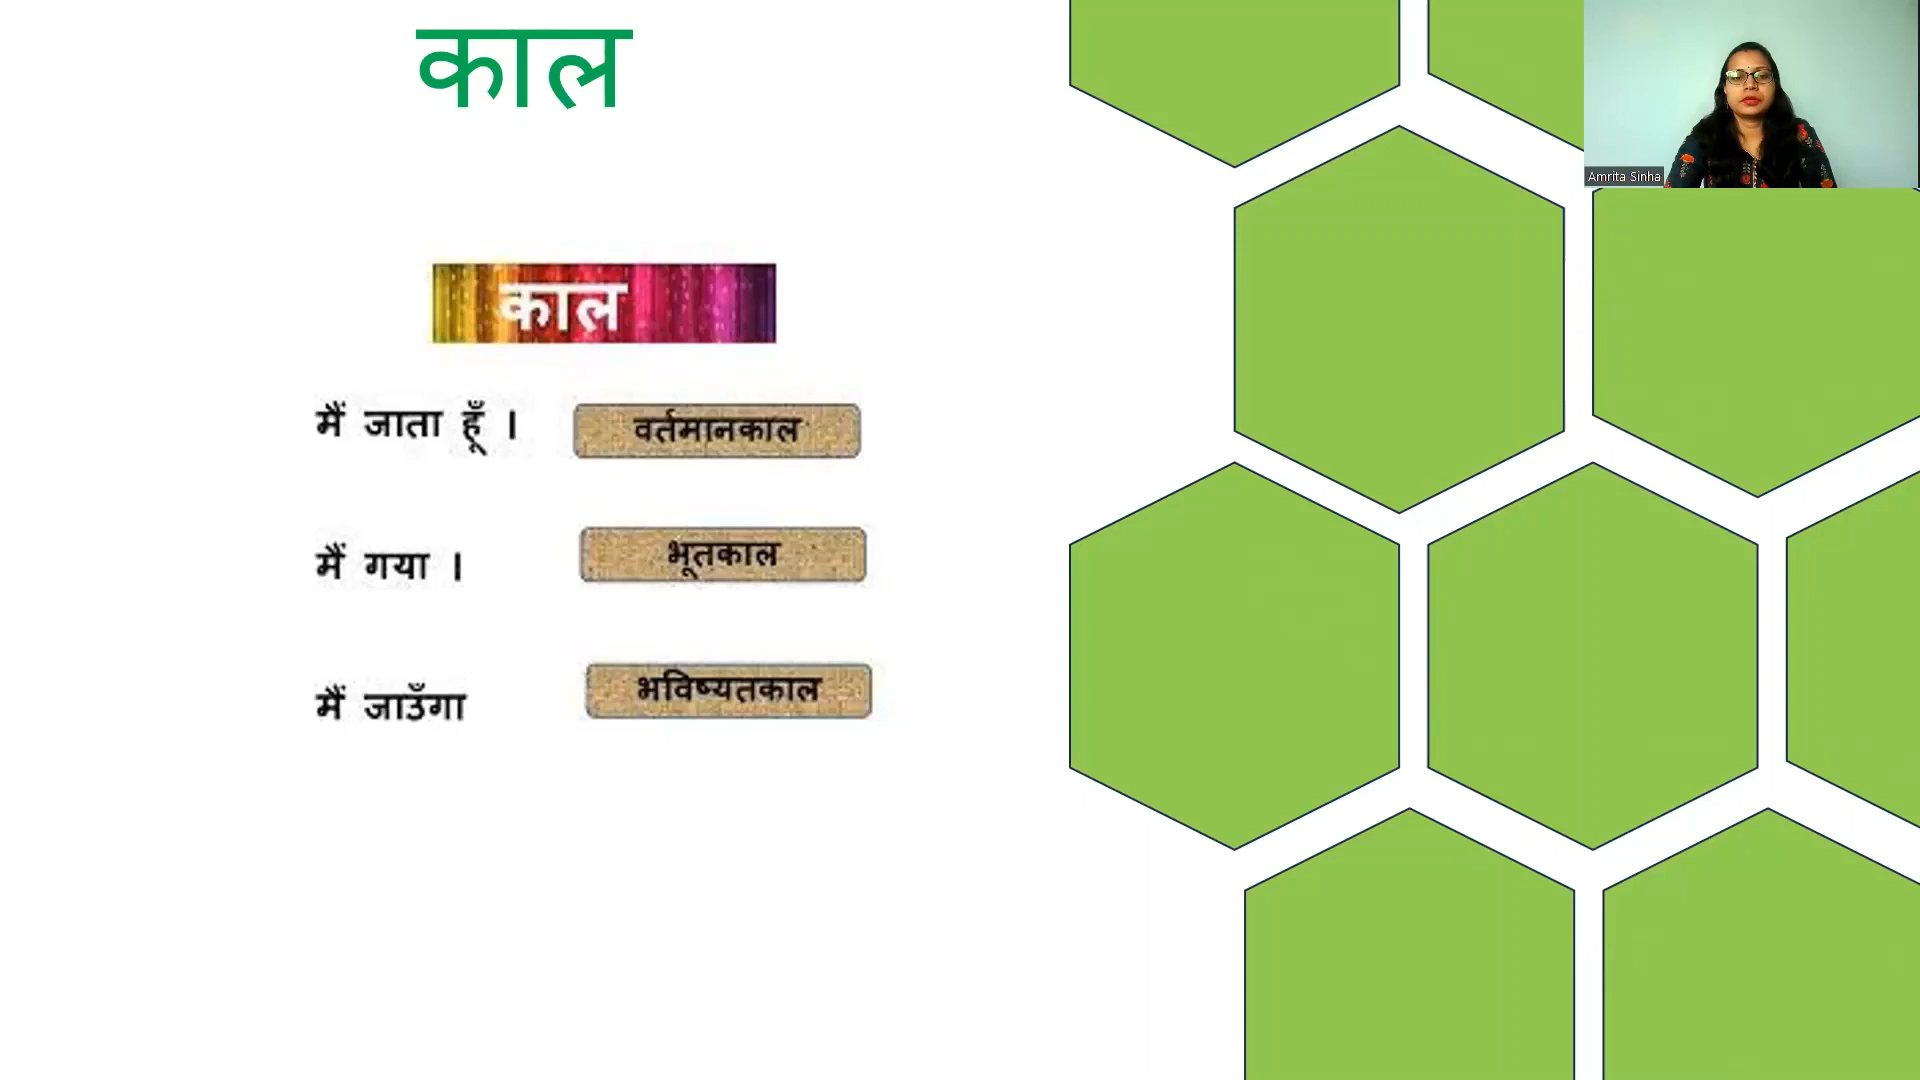 काल
Amrita Sinha
काल
मैं जाता हूँ ।
वर्तमानकाल
मैं गया ।
भूतकाल
मैं जाउँगा
भविष्यतकाल